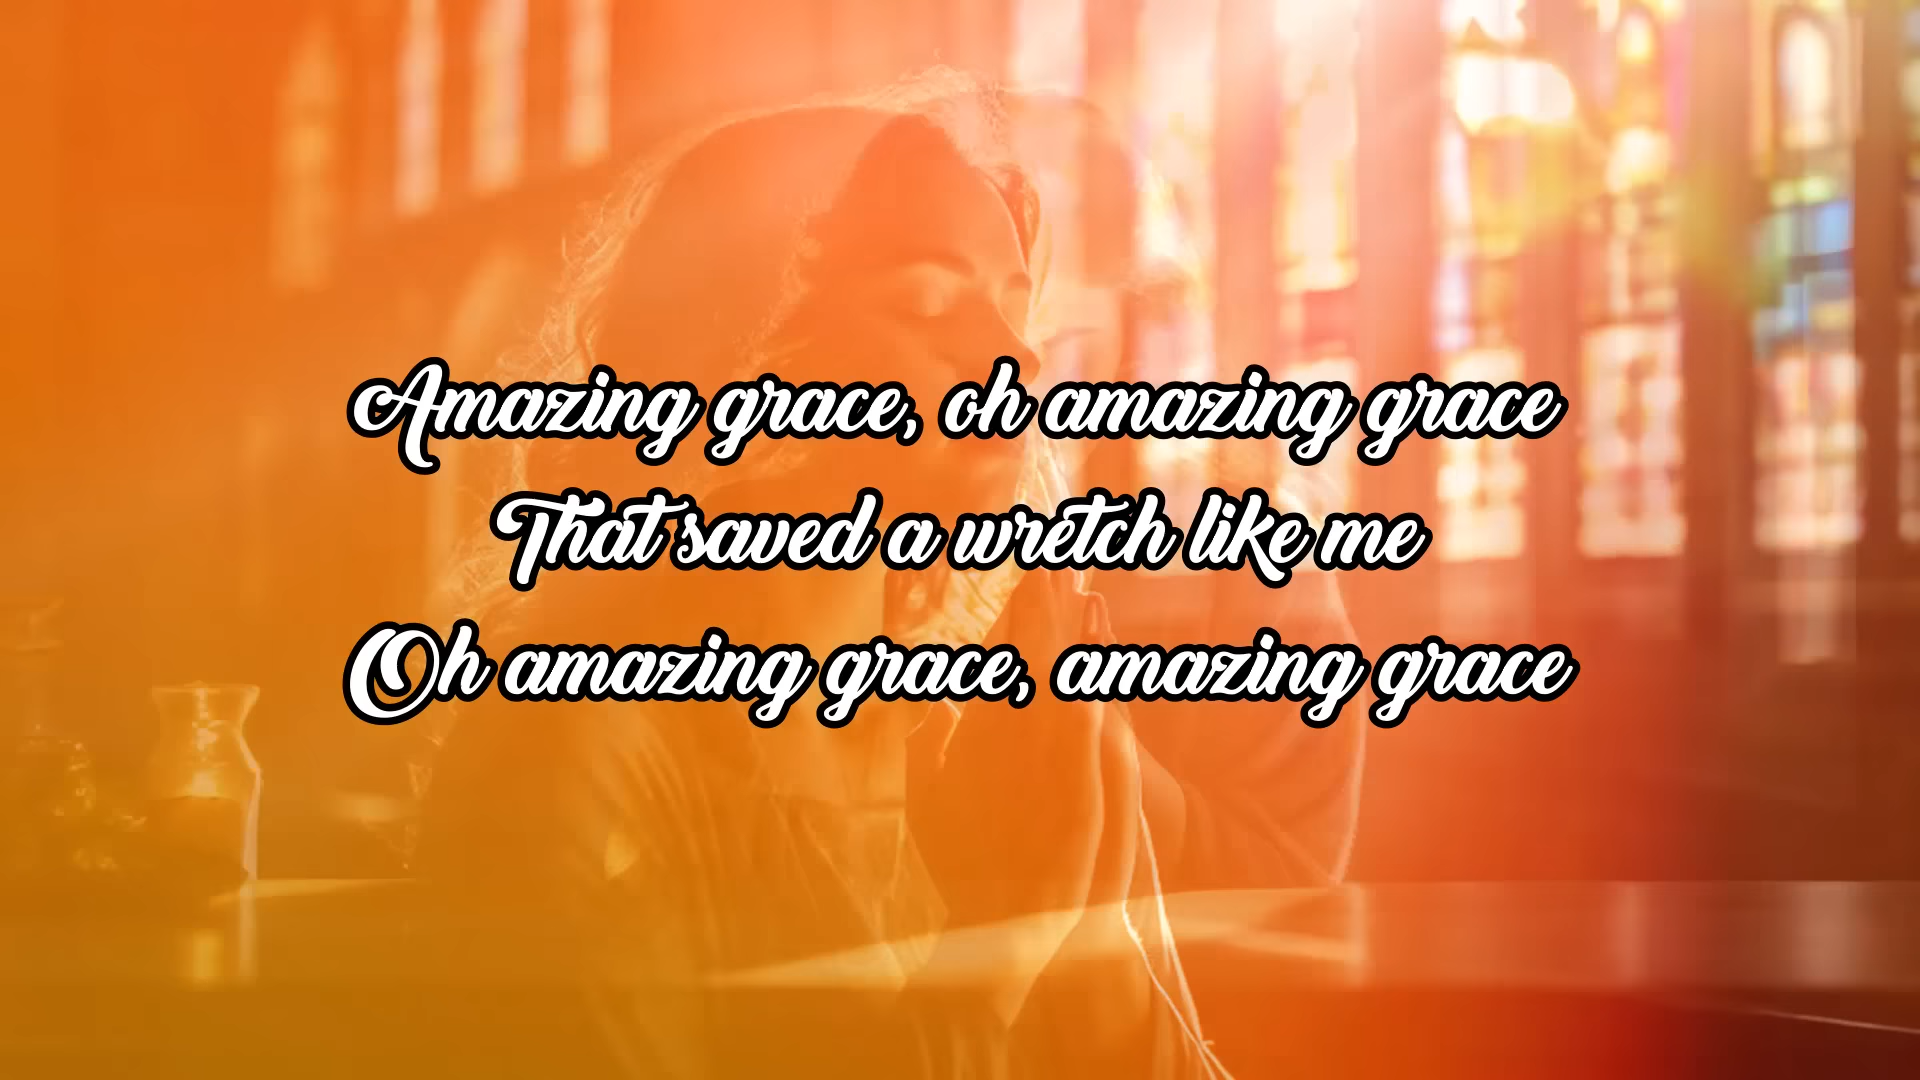 Amazing grace, oh amazing grace
That saved a wretch like me
Oh amazing grace, amazing grace